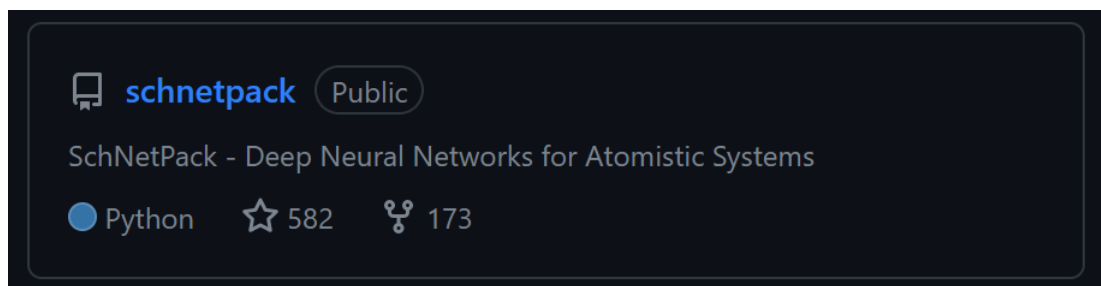 schnetpack Public
SchNetPack - Deep Neural Networks for Atomistic Systems
Python 582 173